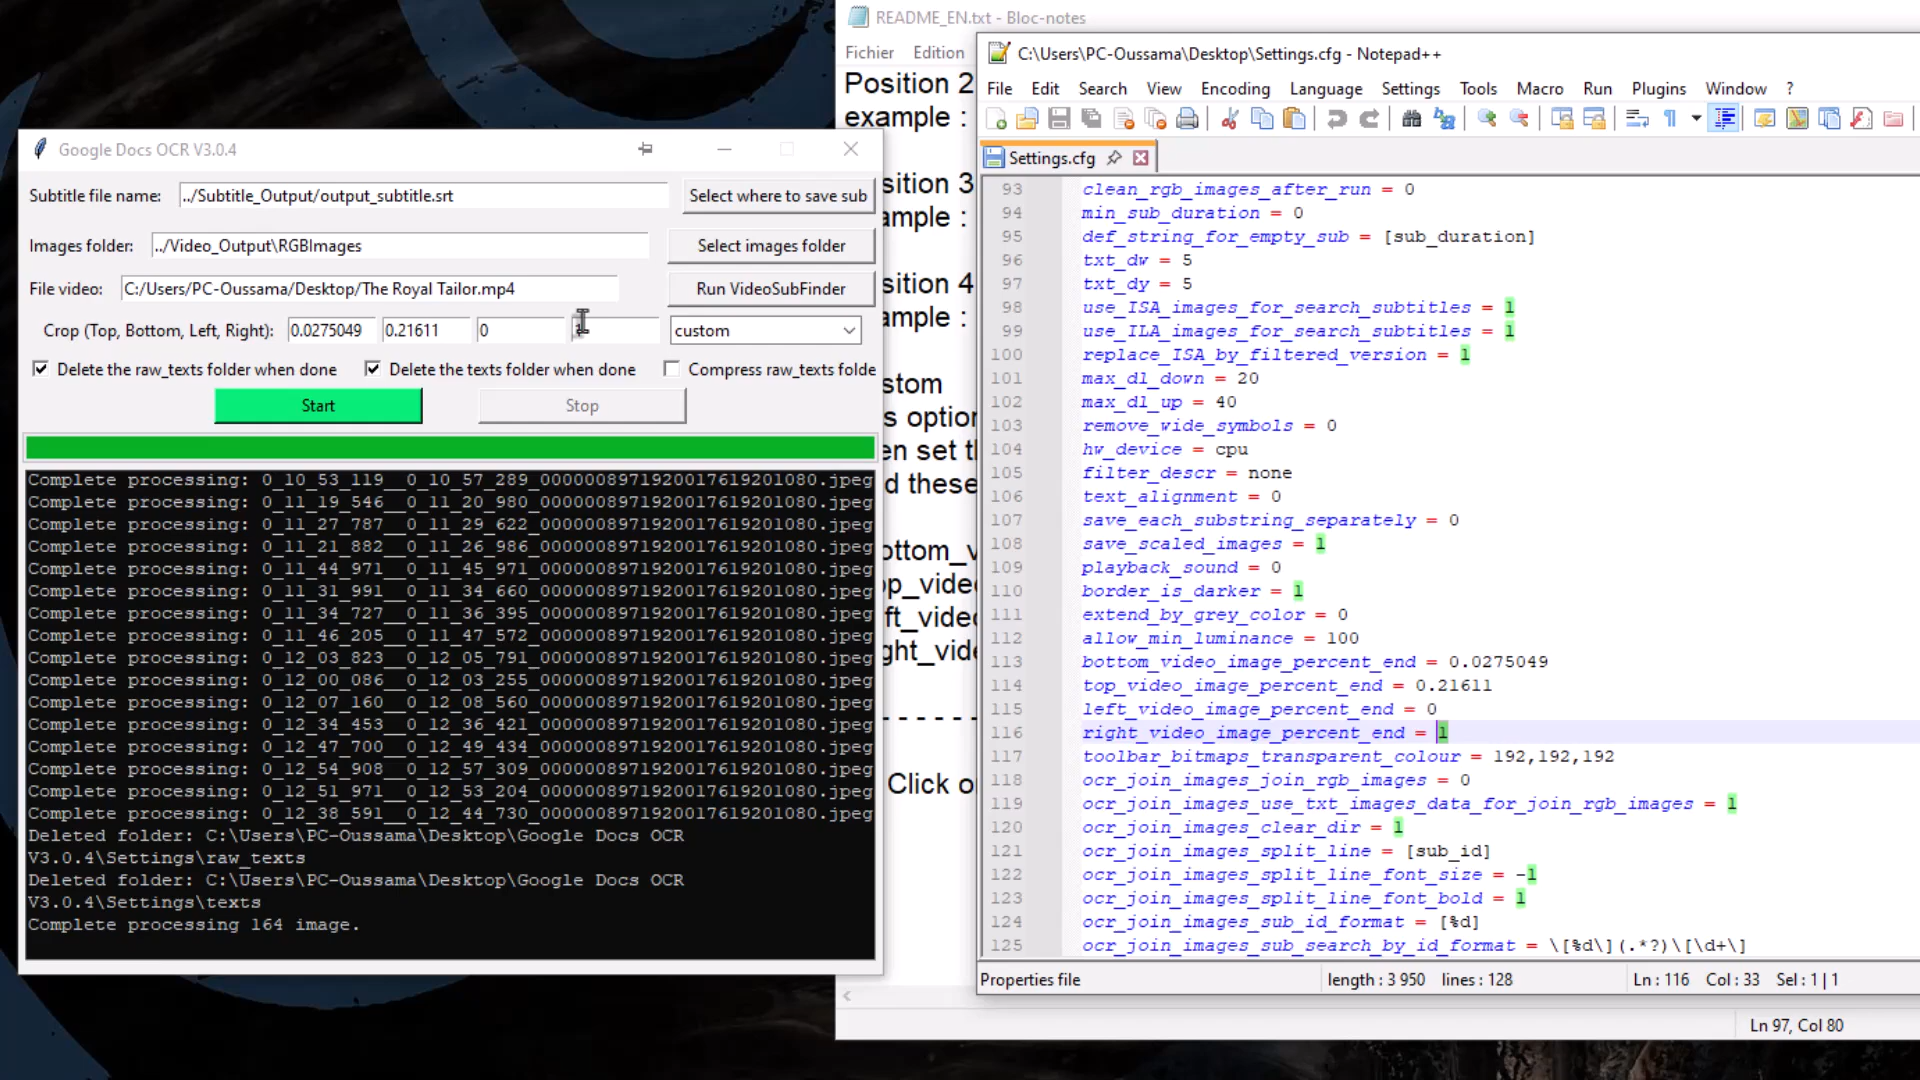 Google Docs OCR V3.0.4
Subtitle file name: ../Subtitle_Output/output_subtitle.srt Select where to save sub
Images folder: ../Video_Output\RGBImages Select images folder
File video: C:/Users/PC-Oussama/Desktop/The Royal Tailor.mp4 Run VideoSubFinder
Crop (Top, Bottom, Left, Right): 0.0275049 0.21611 0 custom
Delete the raw_texts folder when done Delete the texts folder when done Compress raw_texts folde
Start Stop
Complete processing: 0_10_53_119__0_10_57_289_0000008971920017619201080.jpeg
Complete processing: 0_11_19_546__0_11_20_980_0000008971920017619201080.jpeg
Complete processing: 0_11_27_787__0_11_29_622_0000008971920017619201080.jpeg
Complete processing: 0_11_21_882__0_11_26_986_0000008971920017619201080.jpeg
Complete processing: 0_11_44_971__0_11_45_971_0000008971920017619201080.jpeg
Complete processing: 0_11_31_991__0_11_34_660_0000008971920017619201080.jpeg
Complete processing: 0_11_34_727__0_11_36_395_0000008971920017619201080.jpeg
Complete processing: 0_11_46_205__0_11_47_572_0000008971920017619201080.jpeg
Complete processing: 0_12_03_823__0_12_05_791_0000008971920017619201080.jpeg
Complete processing: 0_12_00_086__0_12_03_255_0000008971920017619201080.jpeg
Complete processing: 0_12_07_160__0_12_08_560_0000008971920017619201080.jpeg
Complete processing: 0_12_34_453__0_12_36_421_0000008971920017619201080.jpeg
Complete processing: 0_12_47_700__0_12_49_434_0000008971920017619201080.jpeg
Complete processing: 0_12_54_908__0_12_57_309_0000008971920017619201080.jpeg
Complete processing: 0_12_51_971__0_12_53_204_0000008971920017619201080.jpeg
Complete processing: 0_12_38_591__0_12_44_730_0000008971920017619201080.jpeg
Deleted folder: C:\Users\PC-Oussama\Desktop\Google Docs OCR
V3.0.4\Settings\raw_texts
Deleted folder: C:\Users\PC-Oussama\Desktop\Google Docs OCR
V3.0.4\Settings\texts
Complete processing 164 image.
README_EN.txt - Bloc-notes
Fichier Edition
Position 2
example :
sition 3
ample :
sition 4
ample :
stom
s option
en set th
d these
ottom_v
op_vide
ft_vide
ght_vide
- - - - - -
Click o
Ln 97, Col 80
C:\Users\PC-Oussama\Desktop\Settings.cfg - Notepad++
File Edit Search View Encoding Language Settings Tools Macro Run Plugins Window ?
Settings.cfg
93 clean_rgb_images_after_run = 0
94 min_sub_duration = 0
95 def_string_for_empty_sub = [sub_duration]
96 txt_dw = 5
97 txt_dy = 5
98 use_ISA_images_for_search_subtitles = 1
99 use_ILA_images_for_search_subtitles = 1
100 replace_ISA_by_filtered_version = 1
101 max_dl_down = 20
102 max_dl_up = 40
103 remove_wide_symbols = 0
104 hw_device = cpu
105 filter_descr = none
106 text_alignment = 0
107 save_each_substring_separately = 0
108 save_scaled_images = 1
109 playback_sound = 0
110 border_is_darker = 1
111 extend_by_grey_color = 0
112 allow_min_luminance = 100
113 bottom_video_image_percent_end = 0.0275049
114 top_video_image_percent_end = 0.21611
115 left_video_image_percent_end = 0
116 right_video_image_percent_end = 1
117 toolbar_bitmaps_transparent_colour = 192,192,192
118 ocr_join_images_join_rgb_images = 0
119 ocr_join_images_use_txt_images_data_for_join_rgb_images = 1
120 ocr_join_images_clear_dir = 1
121 ocr_join_images_split_line = [sub_id]
122 ocr_join_images_split_line_font_size = -1
123 ocr_join_images_split_line_font_bold = 1
124 ocr_join_images_sub_id_format = [%d]
125 ocr_join_images_sub_search_by_id_format = \[%d\](.*?)\[\d+\]
Properties file length : 3 950 lines : 128 Ln : 116 Col : 33 Sel : 1 | 1